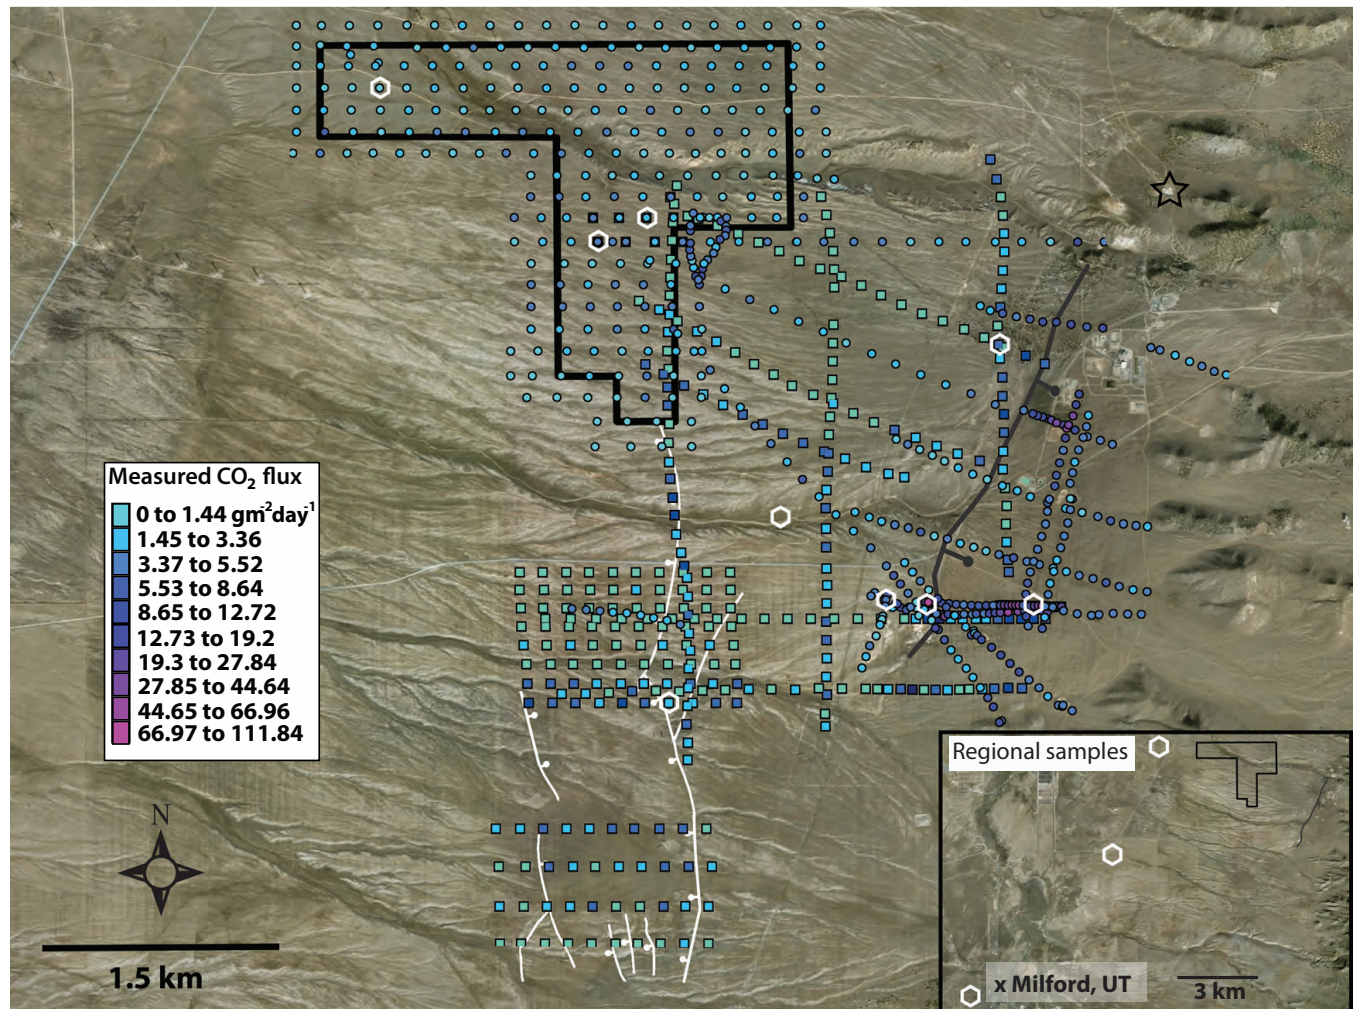 Measured CO₂ flux
0 to 1.44 gm⁻²day⁻¹
1.45 to 3.36
3.37 to 5.52
5.53 to 8.64
8.65 to 12.72
12.73 to 19.2
19.3 to 27.84
27.85 to 44.64
44.65 to 66.96
66.97 to 111.84
N
1.5 km
Regional samples
x Milford, UT
3 km